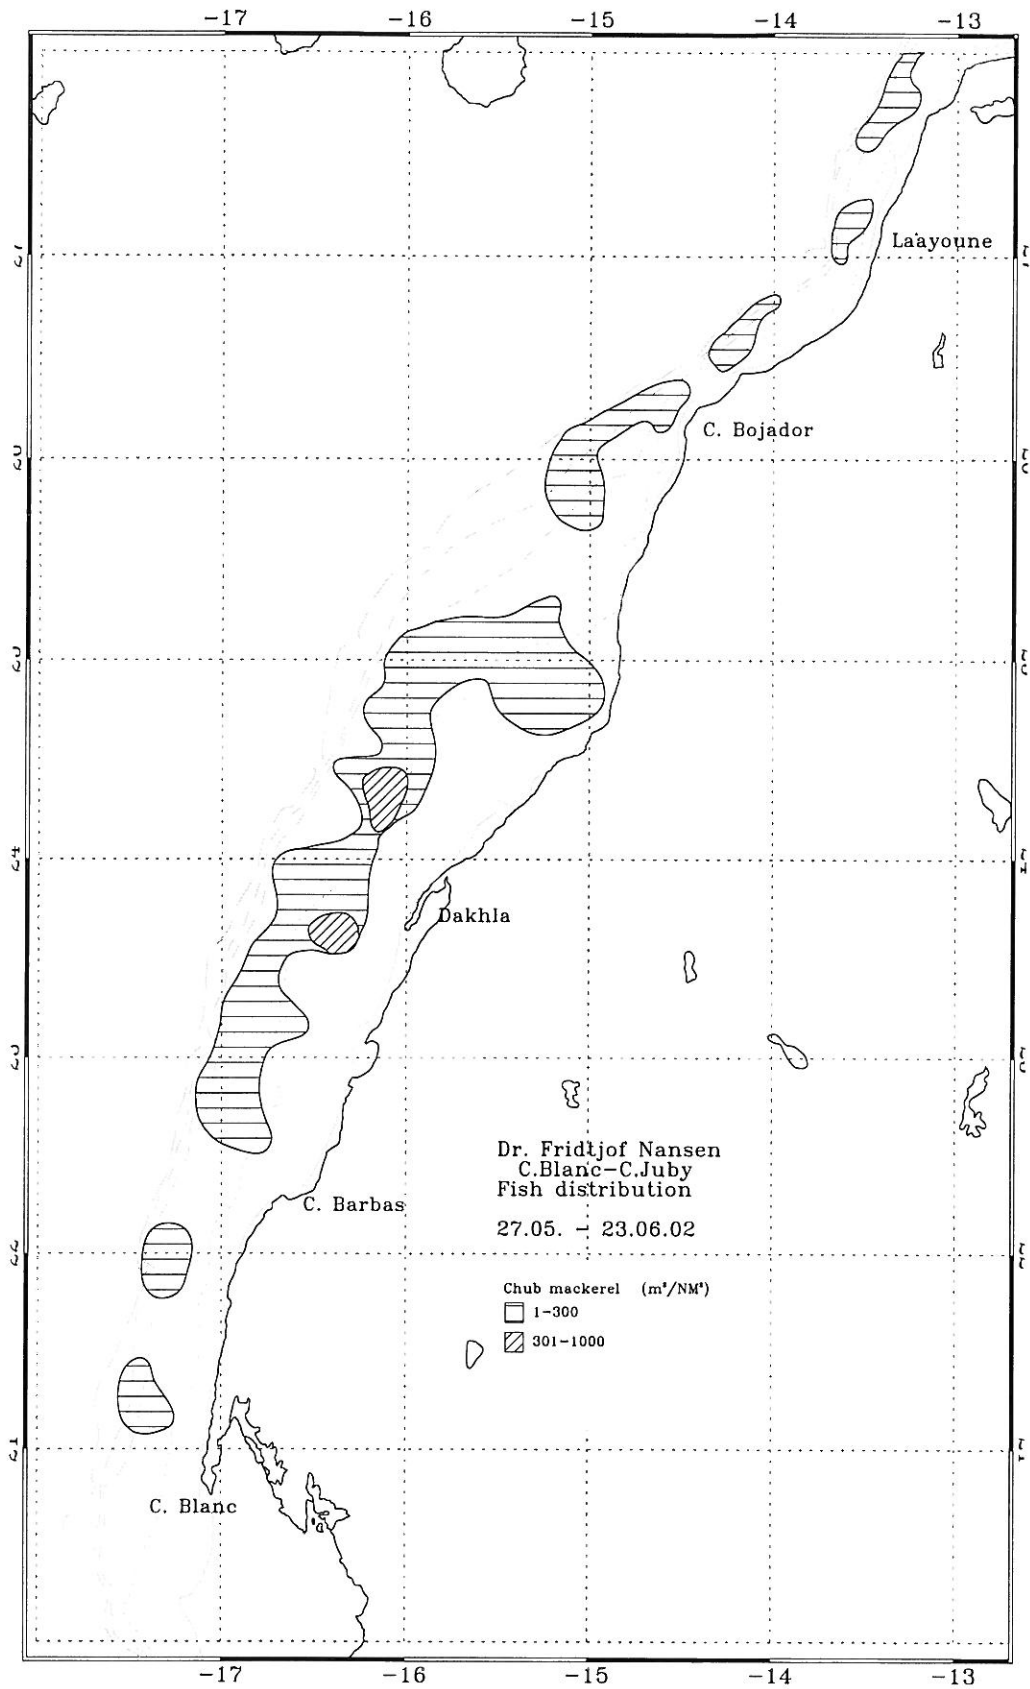 -17 -16 -15 -14 -13
Laayoune
C. Bojador
Dakhla
Dr. Fridtjof Nansen
C.Blanc-C.Juby
Fish distribution
C. Barbas
27.05. - 23.06.02
Chub mackerel (m²/NM²)
1-300
301-1000
C. Blanc
-17 -16 -15 -14 -13